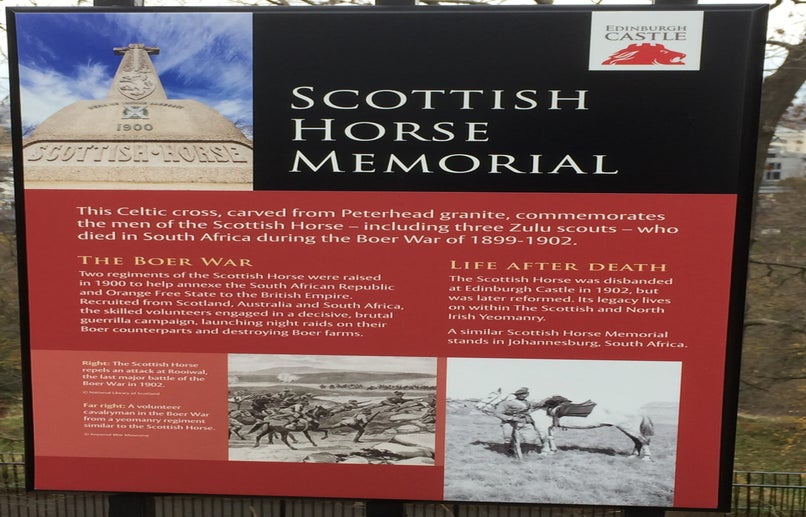 1900
SCOTTISH·HORSE
EDINBURGH
CASTLE
SCOTTISH
HORSE
MEMORIAL
This Celtic cross, carved from Peterhead granite, commemorates
the men of the Scottish Horse – including three Zulu scouts – who
died in South Africa during the Boer War of 1899-1902.
THE BOER WAR
Two regiments of the Scottish Horse were raised
in 1900 to help annexe the South African Republic
and Orange Free State to the British Empire.
Recruited from Scotland, Australia and South Africa,
the skilled volunteers engaged in a decisive, brutal
guerrilla campaign, launching night raids on their
Boer counterparts and destroying Boer farms.
LIFE AFTER DEATH
The Scottish Horse was disbanded
at Edinburgh Castle in 1902, but
was later reformed. Its legacy lives
on within The Scottish and North
Irish Yeomanry.
A similar Scottish Horse Memorial
stands in Johannesburg, South Africa.
Right: The Scottish Horse
repels an attack at Rooiwal,
the last major battle of the
Boer War in 1902.
© National Library of Scotland
Far right: A volunteer
cavalryman in the Boer War
from a yeomanry regiment
similar to the Scottish Horse.
© Imperial War Museums